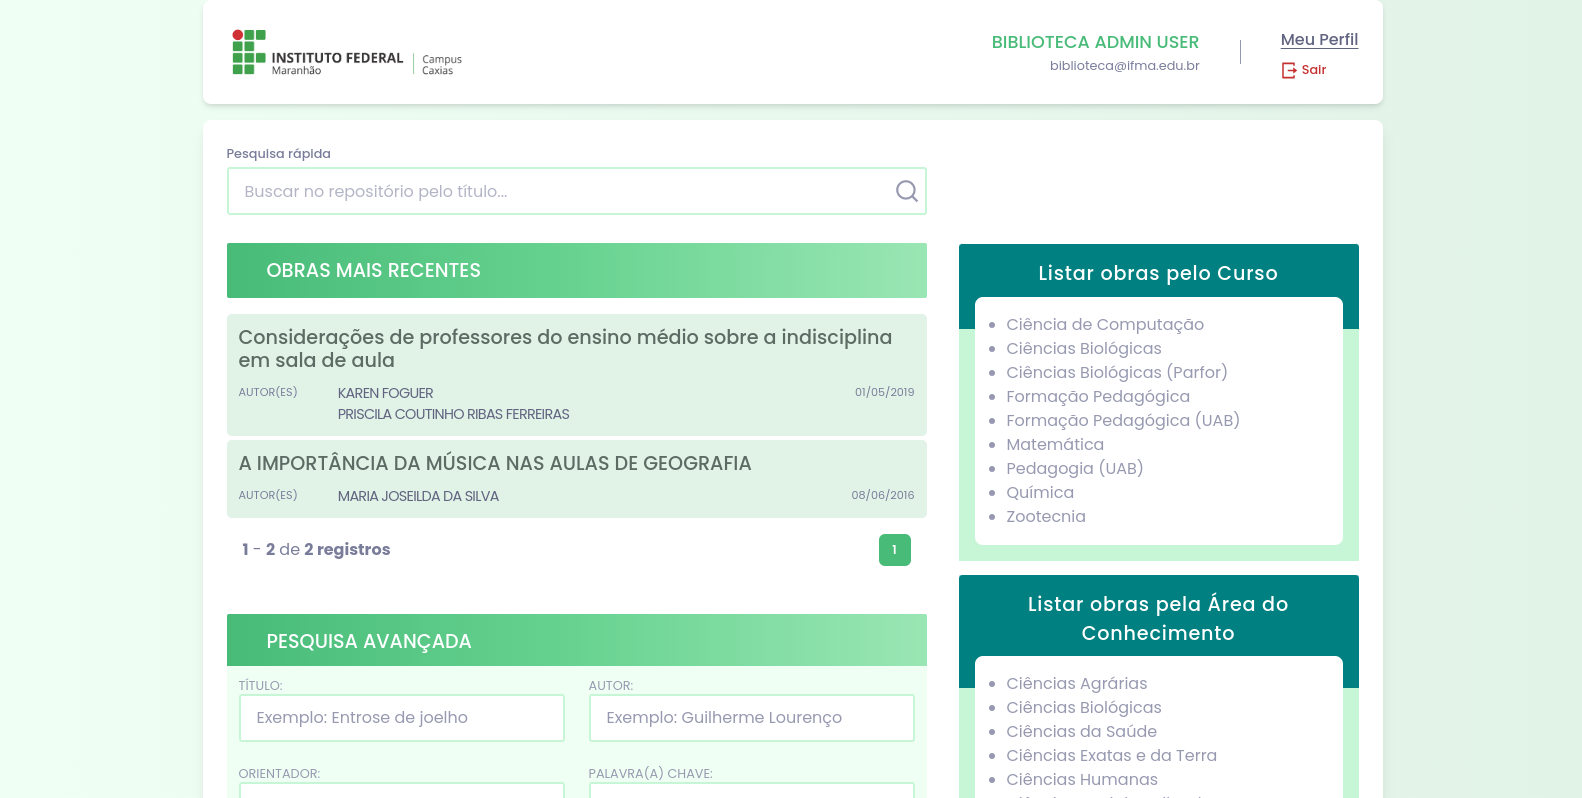 INSTITUTO FEDERAL
Maranhão
Campus
Caxias
BIBLIOTECA ADMIN USER
biblioteca@ifma.edu.br
Meu Perfil
Sair
Pesquisa rápida
Buscar no repositório pelo título...
OBRAS MAIS RECENTES
Considerações de professores do ensino médio sobre a indisciplina
em sala de aula
AUTOR(ES) KAREN FOGUER 01/05/2019
PRISCILA COUTINHO RIBAS FERREIRAS
A IMPORTÂNCIA DA MÚSICA NAS AULAS DE GEOGRAFIA
AUTOR(ES) MARIA JOSEILDA DA SILVA 08/06/2016
1 - 2 de 2 registros 1
PESQUISA AVANÇADA
TÍTULO: AUTOR:
Exemplo: Entrose de joelho Exemplo: Guilherme Lourenço
ORIENTADOR: PALAVRA(A) CHAVE:
Listar obras pelo Curso
Ciência de Computação
Ciências Biológicas
Ciências Biológicas (Parfor)
Formação Pedagógica
Formação Pedagógica (UAB)
Matemática
Pedagogia (UAB)
Química
Zootecnia
Listar obras pela Área do
Conhecimento
Ciências Agrárias
Ciências Biológicas
Ciências da Saúde
Ciências Exatas e da Terra
Ciências Humanas